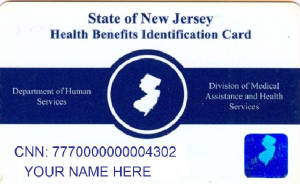 State of New Jersey
Health Benefits Identification Card
Department of Human
Services
Division of Medical
Assistance and Health
Services
CNN: 7770000000004302
YOUR NAME HERE